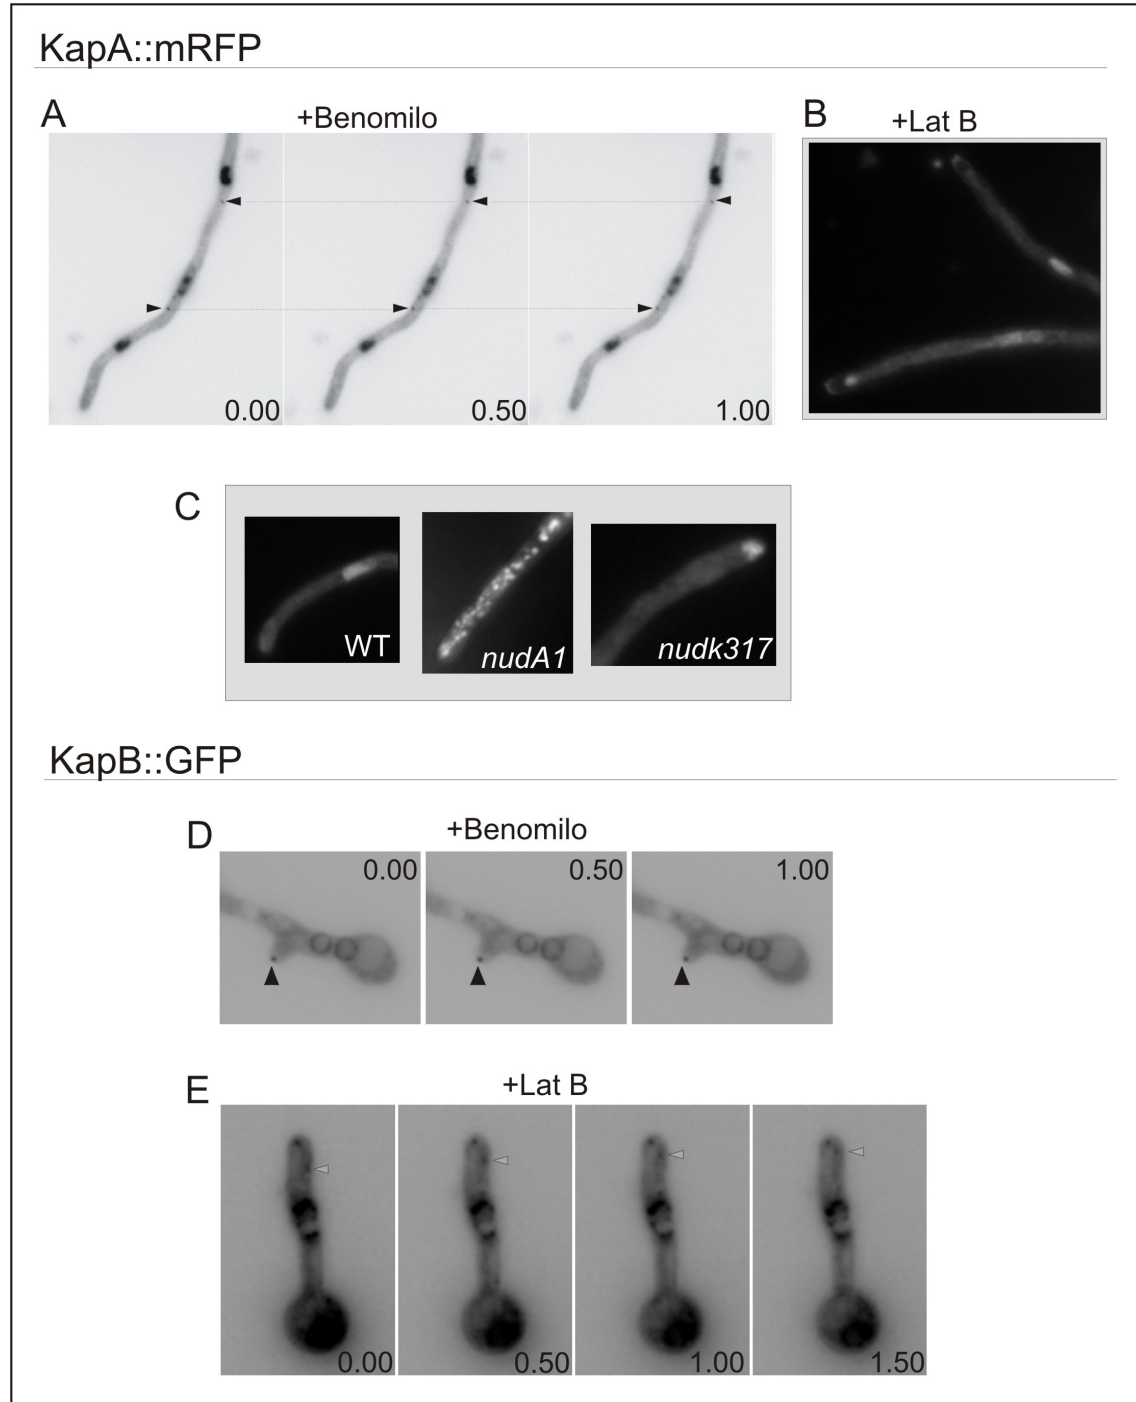 KapA::mRFP
A
+Benomilo
B
+Lat B
0.00
0.50
1.00
C
WT
nudA1
nudk317
KapB::GFP
D
+Benomilo
0.00
0.50
1.00
E
+Lat B
0.00
0.50
1.00
1.50